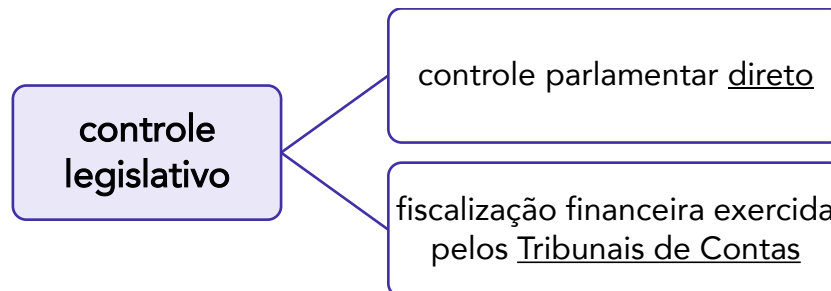 controle
legislativo
controle parlamentar direto
fiscalização financeira exercida
pelos Tribunais de Contas